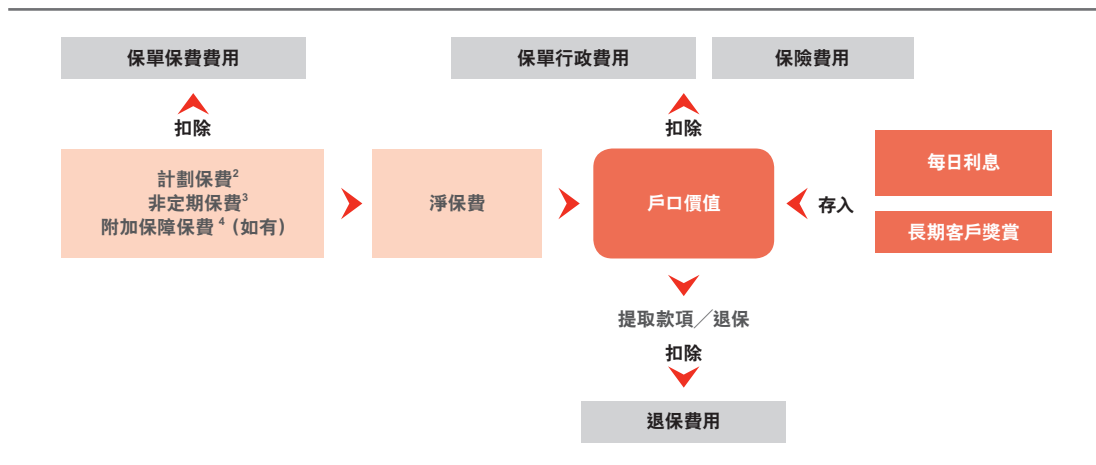 保單保費費用
保單行政費用
保險費用
扣除
扣除
計劃保費²
非定期保費³
附加保障保費⁴（如有）
淨保費
戶口價值
存入
每日利息
長期客戶獎賞
提取款項／退保
扣除
退保費用